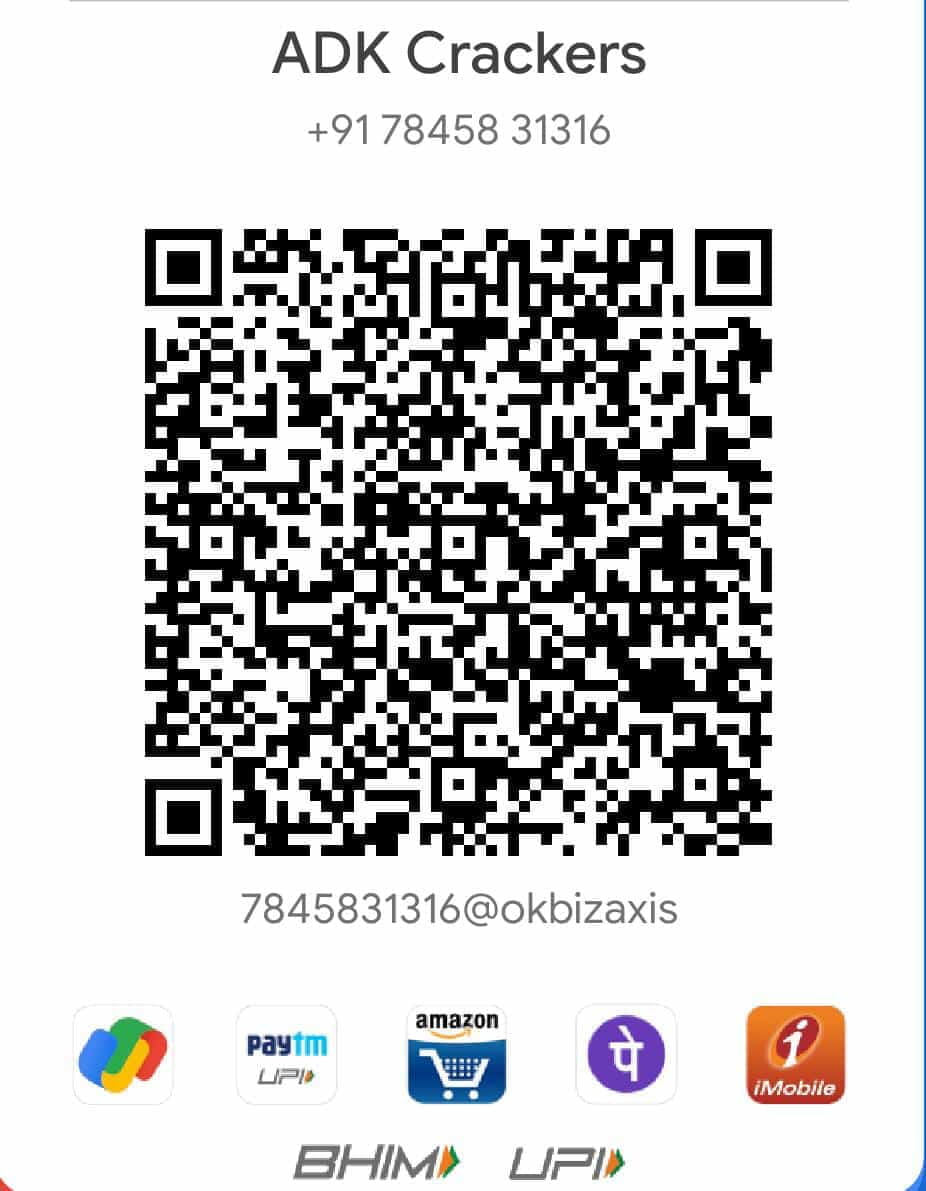 ADK Crackers
+91 78458 31316
7845831316@okbizaxis
paytm
UPI
amazon
पे
i
iMobile
BHIM UPI